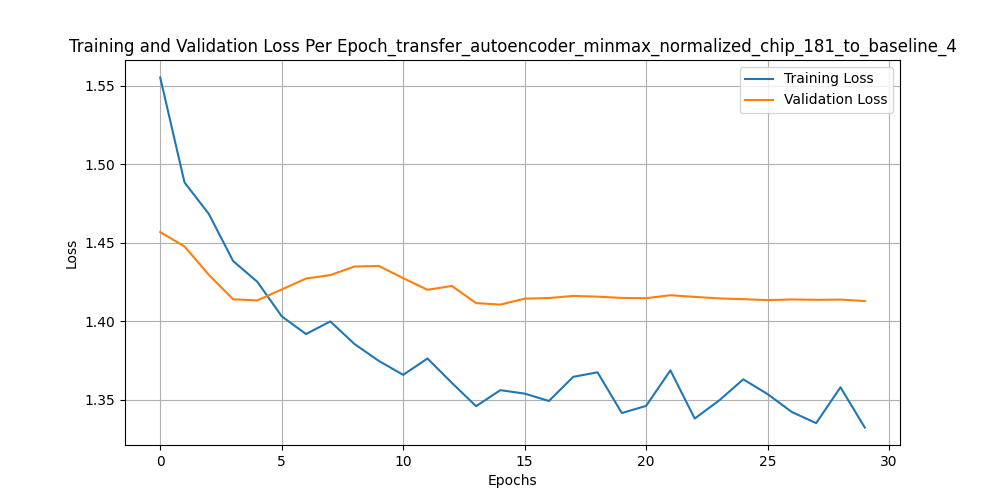 Training and Validation Loss Per Epoch_transfer_autoencoder_minmax_normalized_chip_181_to_baseline_4
Training Loss
Validation Loss
1.55
1.50
1.45
1.40
1.35
Loss
0 5 10 15 20 25 30
Epochs